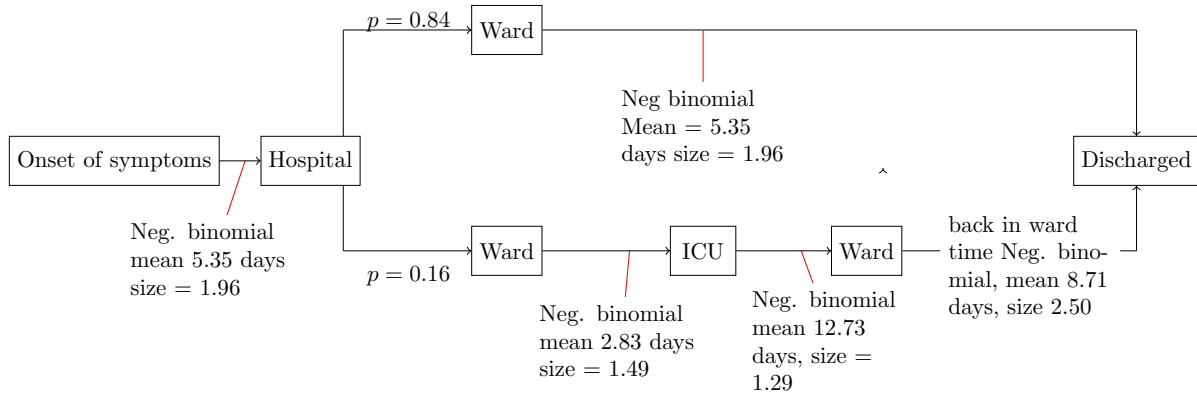 p = 0.84
Ward
Neg binomial
Mean = 5.35
days size = 1.96
Onset of symptoms
Hospital
Discharged
Neg. binomial
mean 5.35 days
size = 1.96
p = 0.16
Ward
ICU
Ward
back in ward
time Neg. bino-
mial, mean 8.71
days, size 2.50
Neg. binomial
mean 2.83 days
size = 1.49
Neg. binomial
mean 12.73
days, size =
1.29